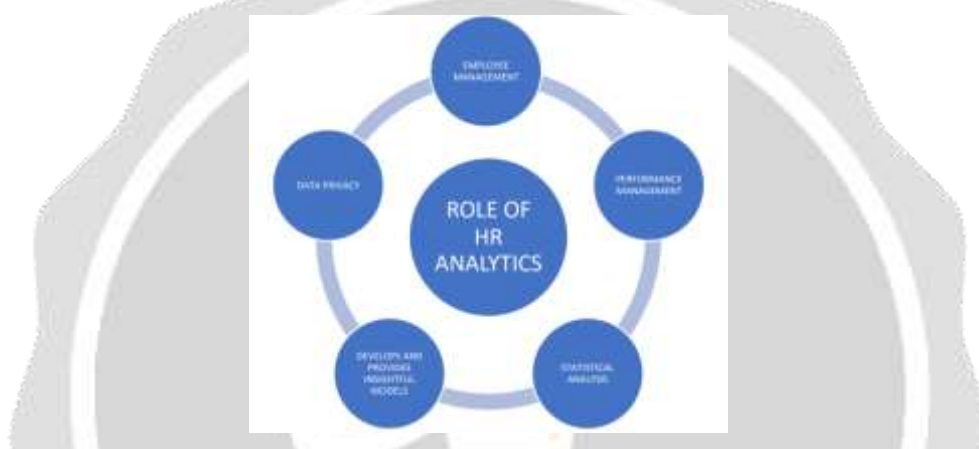 EMPLOYEE
MANAGEMENT
PERFORMANCE
MANAGEMENT
STATISTICAL
ANALYSIS
DEVELOPS AND
PROVIDES
INSIGHTFUL
MODELS
DATA PRIVACY
ROLE OF
HR
ANALYTICS